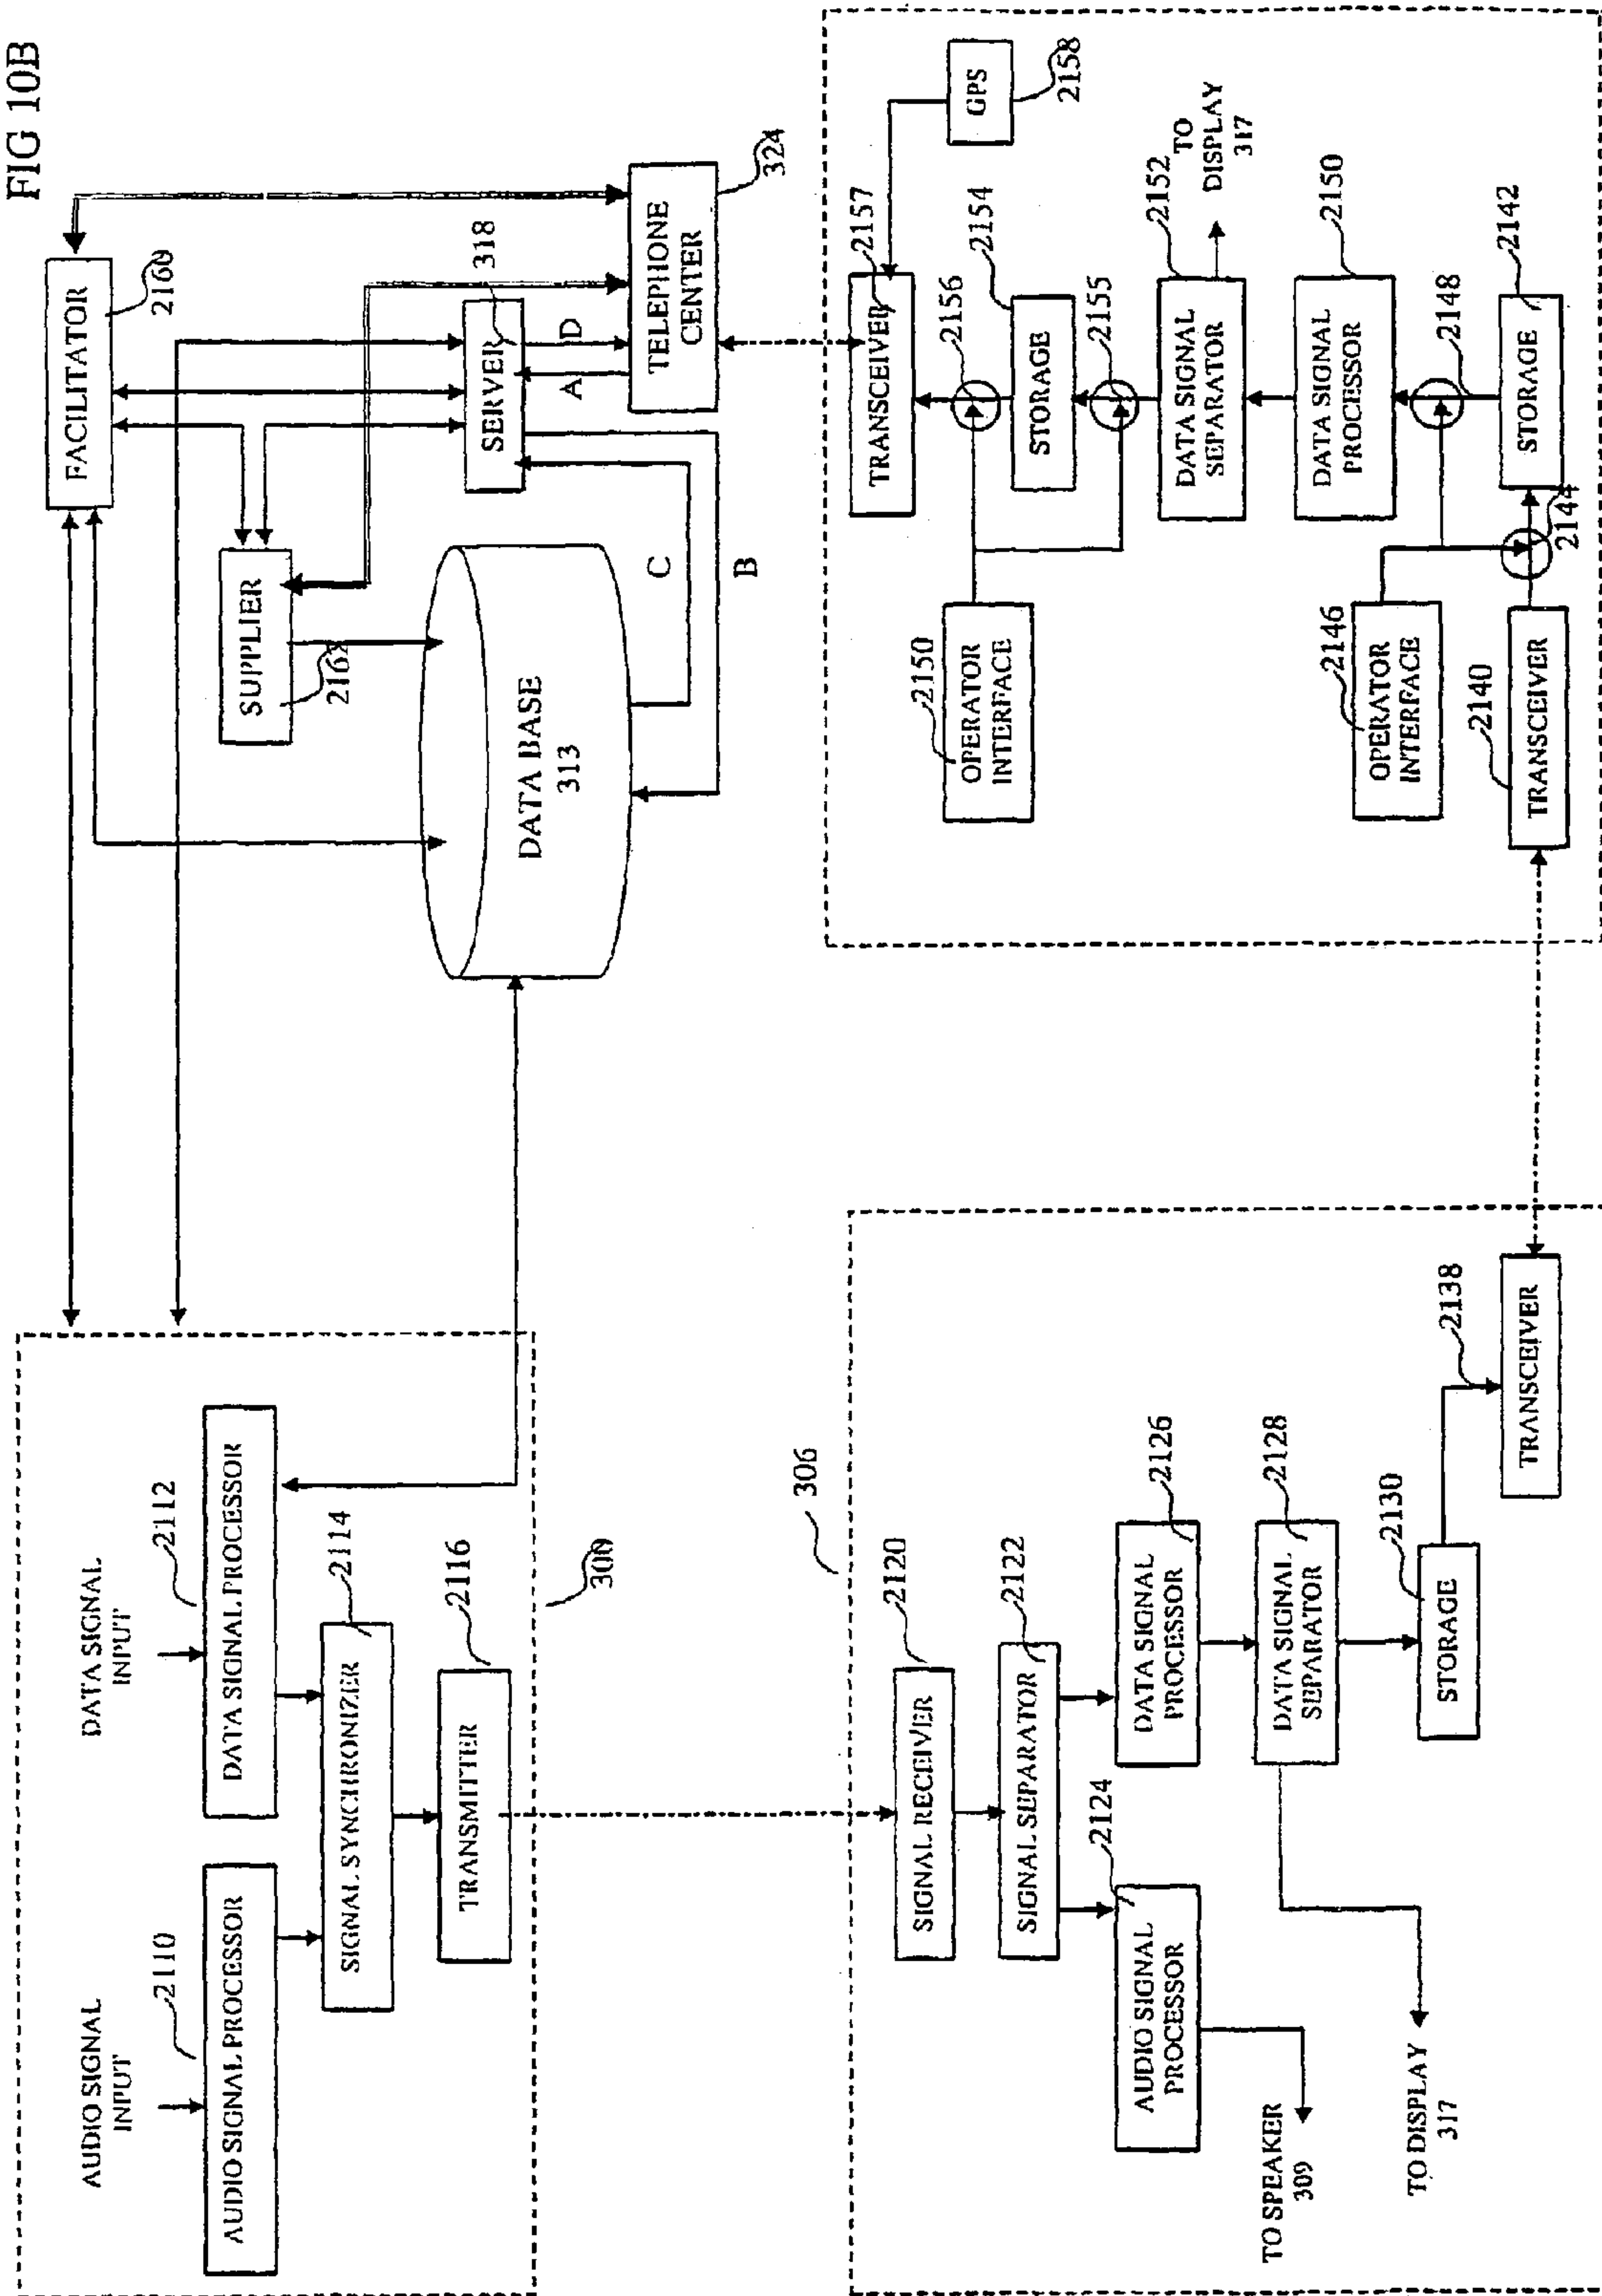 FIG 10B
AUDIO SIGNAL
INPUT
DATA SIGNAL
INPUT
2110
AUDIO SIGNAL PROCESSOR
2112
DATA SIGNAL PROCESSOR
2114
SIGNAL SYNCHRONIZER
2116
TRANSMITTER
300
FACILITATOR
2160
SUPPLIER
2162
DATA BASE
313
SERVER
318
A
D
C
B
TELEPHONE
CENTER
324
306
2120
SIGNAL RECEIVER
2122
SIGNAL SEPARATOR
2124
AUDIO SIGNAL
PROCESSOR
2126
DATA SIGNAL
PROCESSOR
2128
DATA SIGNAL
SEPARATOR
2130
STORAGE
2138
TRANSCEIVER
TO SPEAKER
309
TO DISPLAY
317
2157
TRANSCEIVER
GPS
2158
2156
2154
STORAGE
2155
2150
OPERATOR
INTERFACE
2152
DATA SIGNAL
SEPARATOR
TO
DISPLAY
317
2150
DATA SIGNAL
PROCESSOR
2148
2142
STORAGE
2144
2146
OPERATOR
INTERFACE
2140
TRANSCEIVER